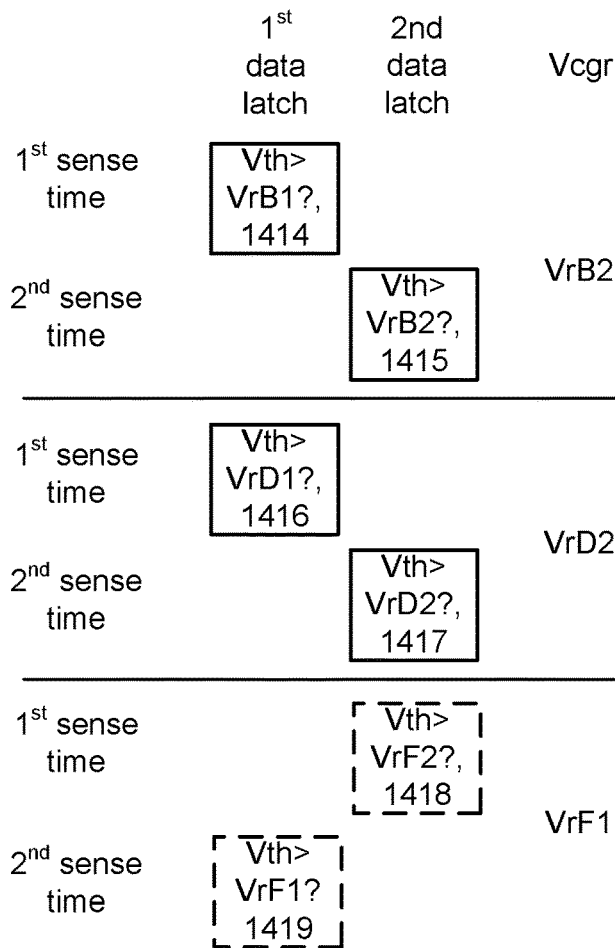 1st
data
latch
2nd
data
latch
Vcgr
1st sense
time
Vth>
VrB1?,
1414
2nd sense
time
Vth>
VrB2?,
1415
VrB2
1st sense
time
Vth>
VrD1?,
1416
2nd sense
time
Vth>
VrD2?,
1417
VrD2
1st sense
time
Vth>
VrF2?,
1418
2nd sense
time
Vth>
VrF1?
1419
VrF1